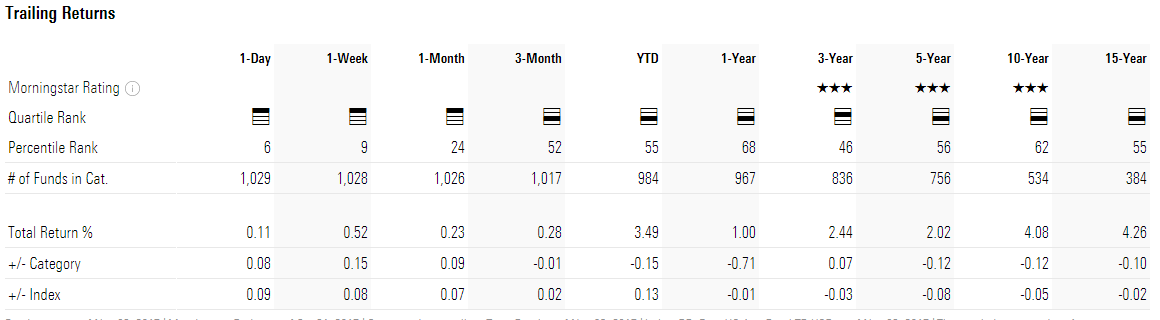 Trailing Returns
1-Day 1-Week 1-Month 3-Month YTD 1-Year 3-Year 5-Year 10-Year 15-Year
Morningstar Rating ⓘ ★★★ ★★★ ★★★
Quartile Rank
Percentile Rank 6 9 24 52 55 68 46 56 62 55
# of Funds in Cat. 1,029 1,028 1,026 1,017 984 967 836 756 534 384
Total Return % 0.11 0.52 0.23 0.28 3.49 1.00 2.44 2.02 4.08 4.26
+/- Category 0.08 0.15 0.09 -0.01 -0.15 -0.71 0.07 -0.12 -0.12 -0.10
+/- Index 0.09 0.08 0.07 0.02 0.13 -0.01 -0.03 -0.08 -0.05 -0.02